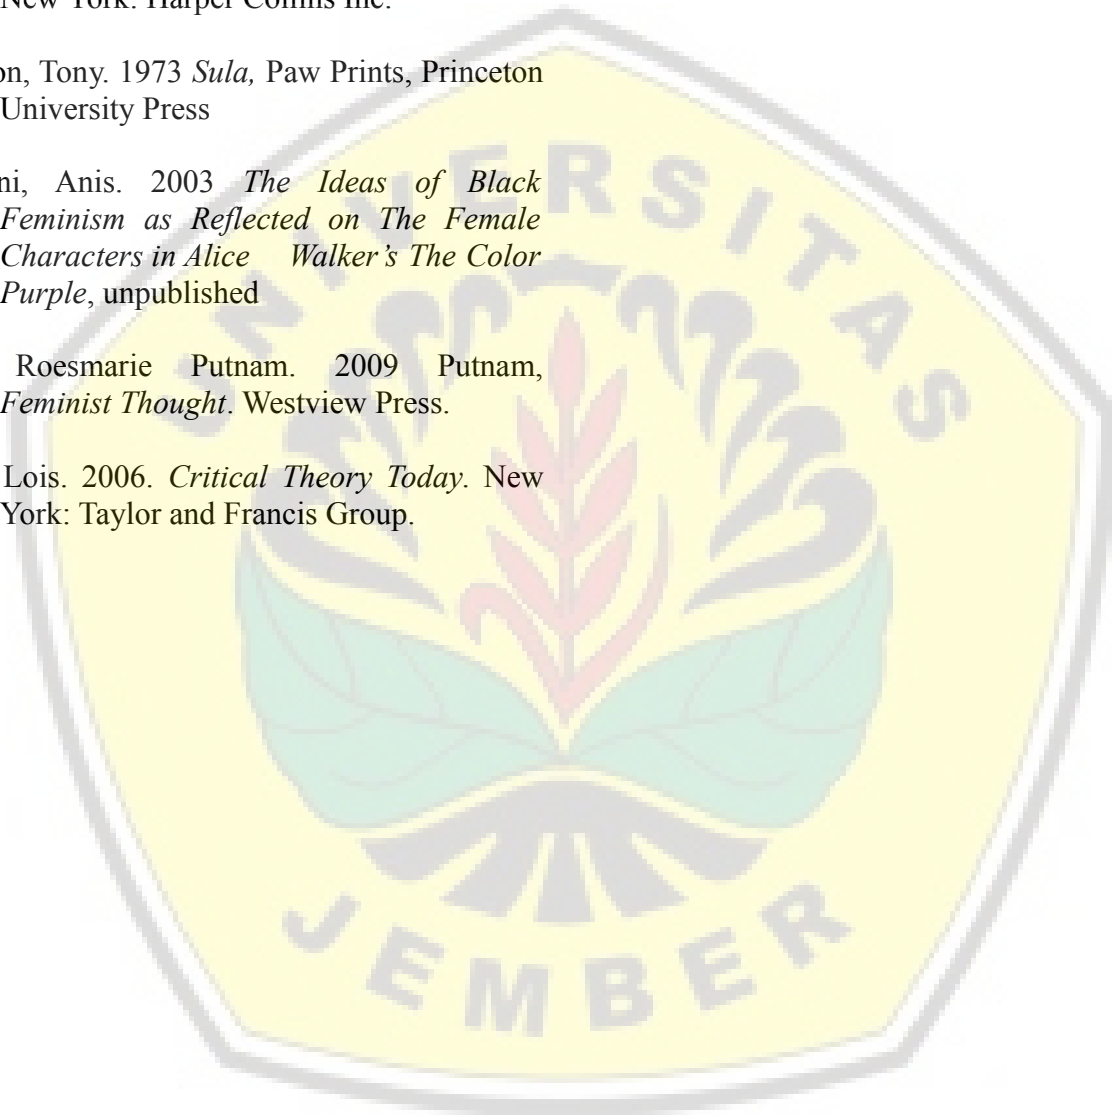 New York: Harper Collins Inc.
on, Tony. 1973 Sula, Paw Prints, Princeton
University Press
ni, Anis. 2003 The Ideas of Black
Feminism as Reflected on The Female
Characters in Alice Walker’s The Color
Purple, unpublished
Roesmarie Putnam. 2009 Putnam,
Feminist Thought. Westview Press.
Lois. 2006. Critical Theory Today. New
York: Taylor and Francis Group.
UNIVERSITAS
JEMBER